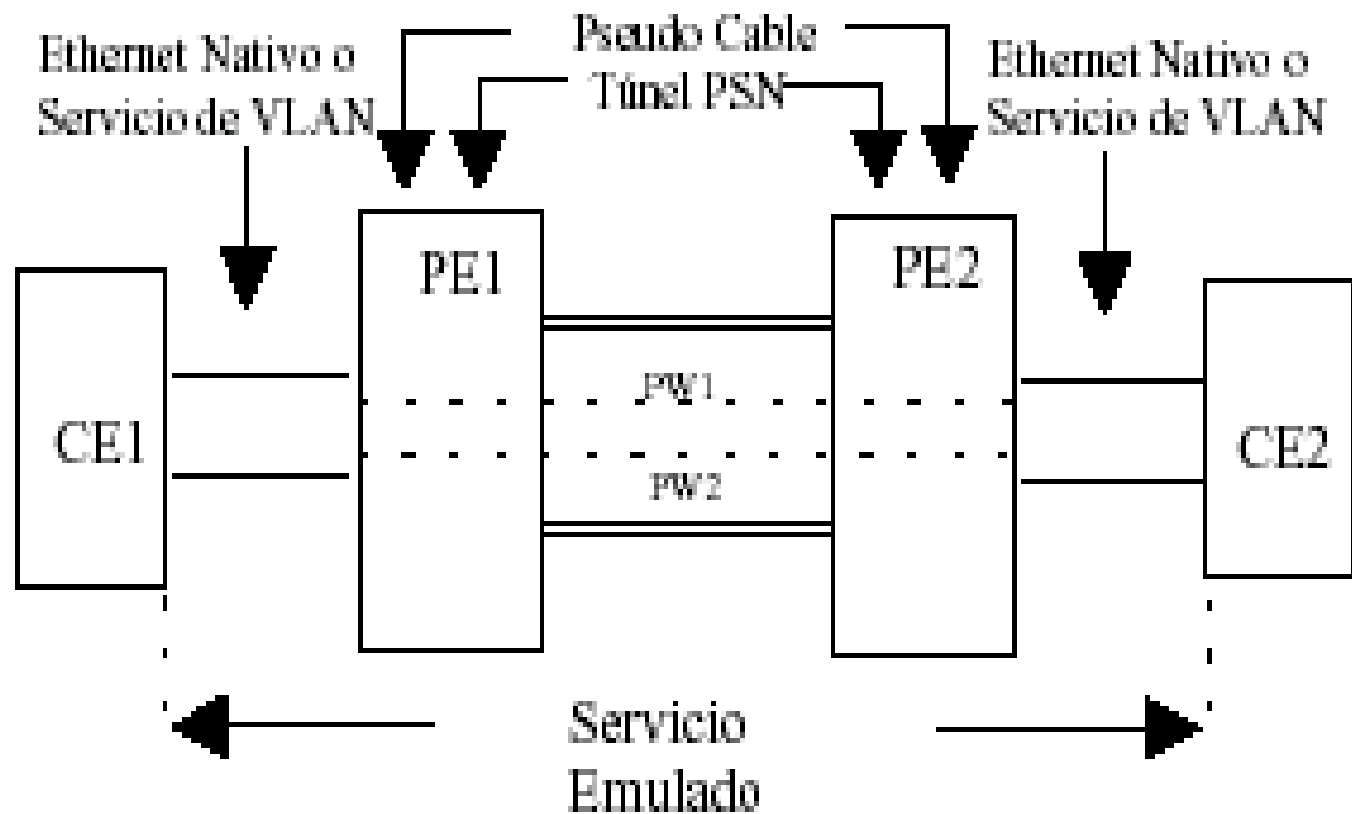 Ethernet Nativo o
Servicio de VLAN
Pseudo Cable
Túnel PSN
Ethernet Nativo o
Servicio de VLAN
PE1
PE2
PW1
PW2
CE1
CE2
Servicio
Emulado